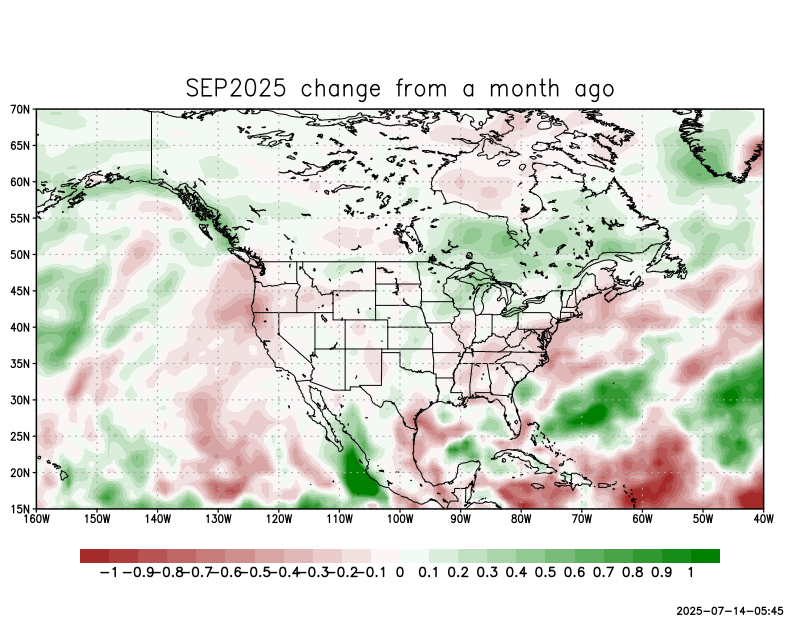 SEP2025 change from a month ago
70N
65N
60N
55N
50N
45N
40N
35N
30N
25N
20N
15N
160W 150W 140W 130W 120W 110W 100W 90W 80W 70W 60W 50W 40W
-1 -0.9 -0.8 -0.7 -0.6 -0.5 -0.4 -0.3 -0.2 -0.1 0 0.1 0.2 0.3 0.4 0.5 0.6 0.7 0.8 0.9 1
2025-07-14-05:45